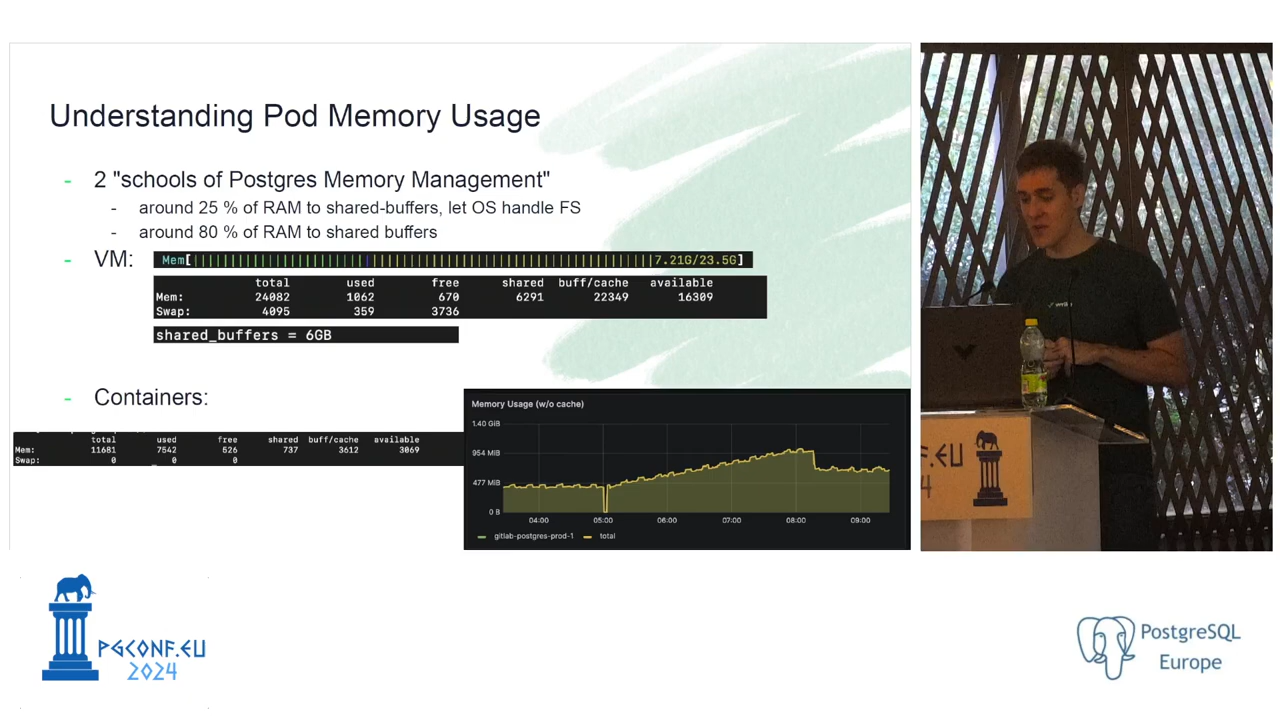 Understanding Pod Memory Usage
- 2 "schools of Postgres Memory Management"
- around 25 % of RAM to shared-buffers, let OS handle FS
- around 80 % of RAM to shared buffers
- VM:
Mem[ 7.21G/23.5G]
total used free shared buff/cache available
Mem: 24082 1062 670 6291 22349 16309
Swap: 4095 359 3736
shared_buffers = 6GB
- Containers:
total used free shared buff/cache available
Mem: 11681 7542 526 737 3612 3069
Swap: 0 0 0
Memory Usage (w/o cache)
1.40 GiB
954 MiB
477 MiB
0 B
04:00 05:00 06:00 07:00 08:00 09:00
gitlab-postgres-prod-1 total
F.EU
PGCONF.EU
2024
PostgreSQL
Europe